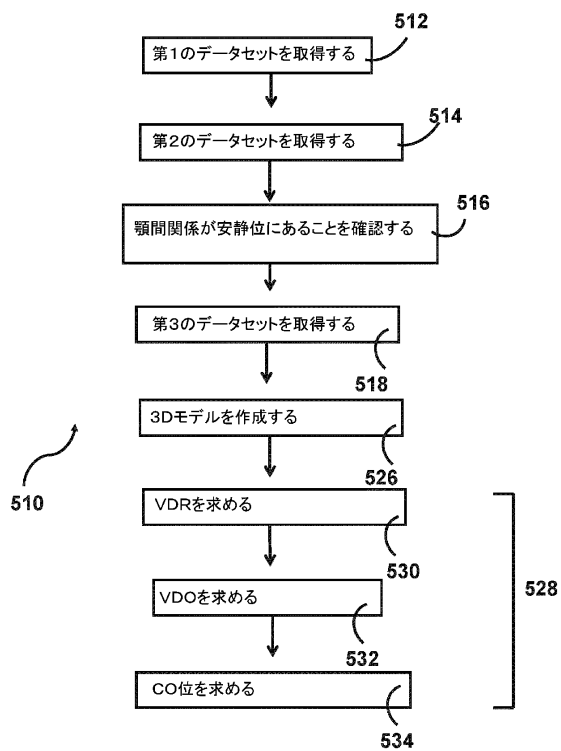 第1のデータセットを取得する
512
第2のデータセットを取得する
514
顎間関係が安静位にあることを確認する
516
第3のデータセットを取得する
518
3Dモデルを作成する
526
510
VDRを求める
530
528
VDOを求める
532
CO位を求める
534